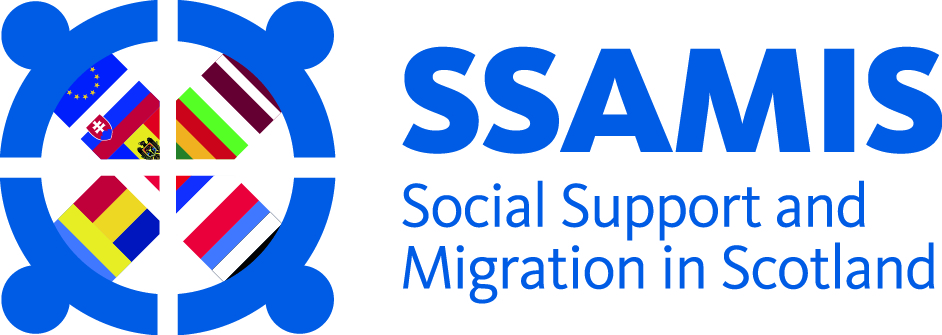 SSAMIS
Social Support and
Migration in Scotland